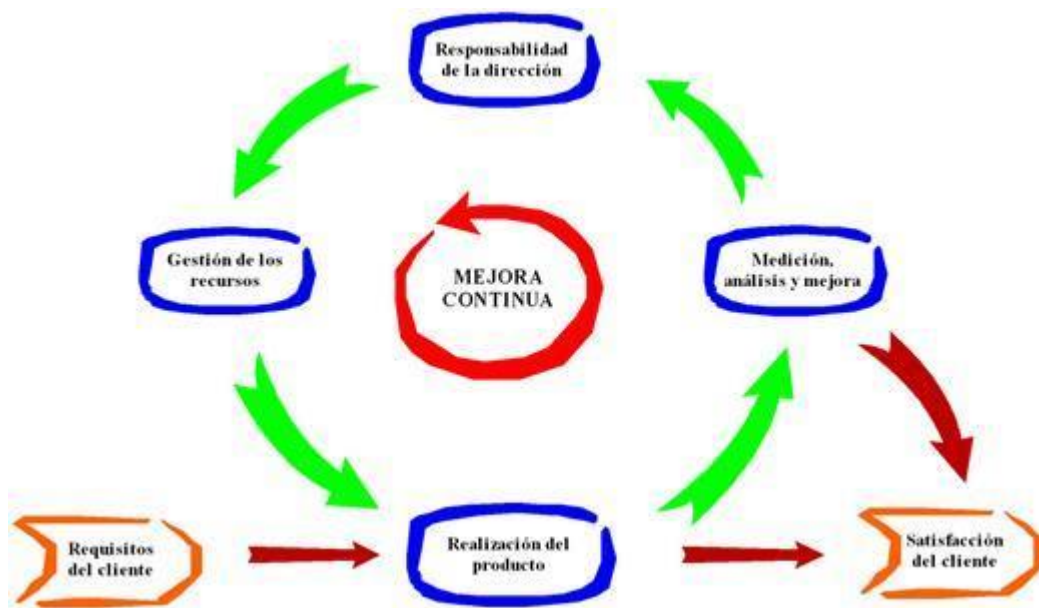 Responsabilidad
de la dirección
Gestión de los
recursos
MEJORA
CONTINUA
Medición,
análisis y mejora
Requisitos
del cliente
Realización del
producto
Satisfacción
del cliente